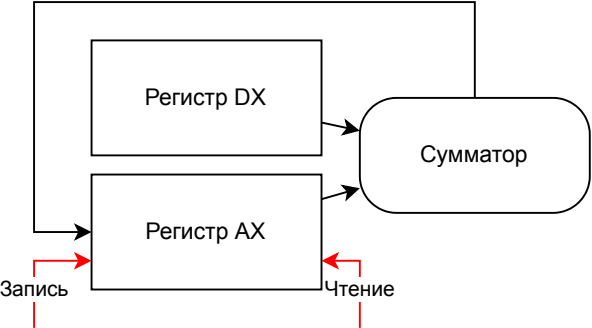 Регистр DX
Сумматор
Регистр AX
Запись
Чтение